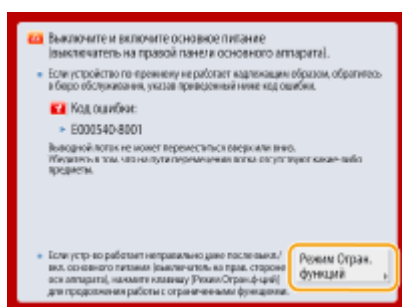 Выключите и включите основное питание
(выключатель на правой панели основного аппарата).
Если устройство по-прежнему не работает надлежащим образом, обратитесь
в бюро обслуживания, указав приведенный ниже код ошибки.
Код ошибки:
E000540-8001
Выводной лоток не может переместиться вверх или вниз.
Убедитесь в том, что на пути перемещения лотка отсутствуют какие-либо
предметы.
Если устр-во работает неправильно даже после выкл./
вкл. основного питания (выключатель на прав. стороне
осн аппарата), нажмите клавишу [Режим Огран.ф-ций]
для продолжения работы с ограниченными функциями.
Режим Огран.
функций